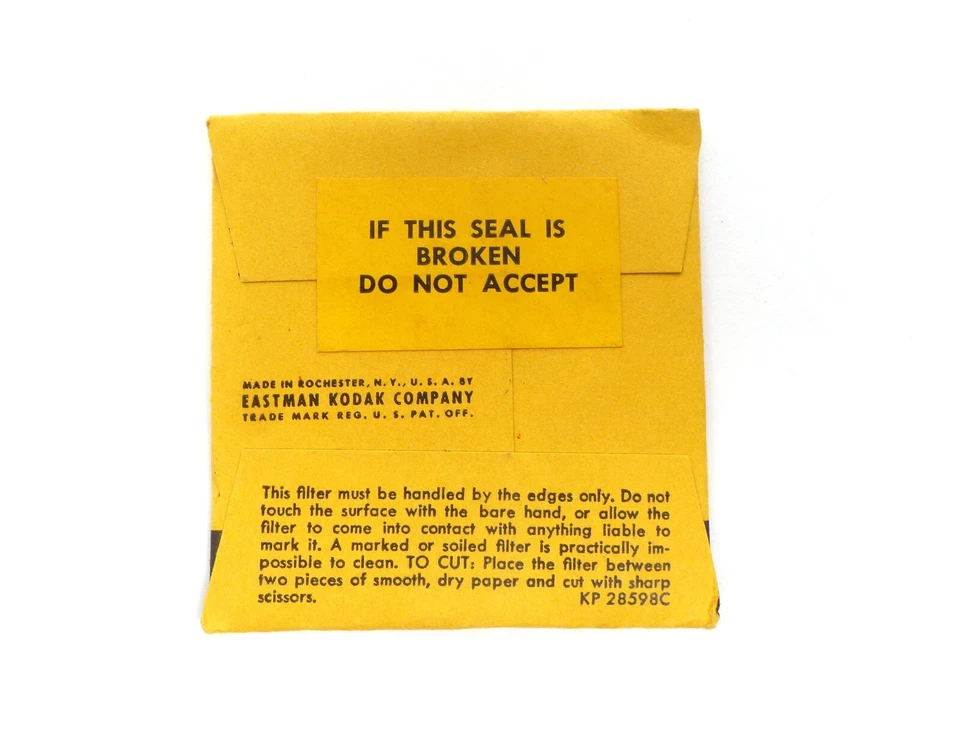 IF THIS SEAL IS
BROKEN
DO NOT ACCEPT
MADE IN ROCHESTER, N. Y., U. S. A. BY
EASTMAN KODAK COMPANY
TRADE MARK REG. U. S. PAT. OFF.
This filter must be handled by the edges only. Do not
touch the surface with the bare hand, or allow the
filter to come into contact with anything liable to
mark it. A marked or soiled filter is practically im-
possible to clean. TO CUT: Place the filter between
two pieces of smooth, dry paper and cut with sharp
scissors. KP 28598C